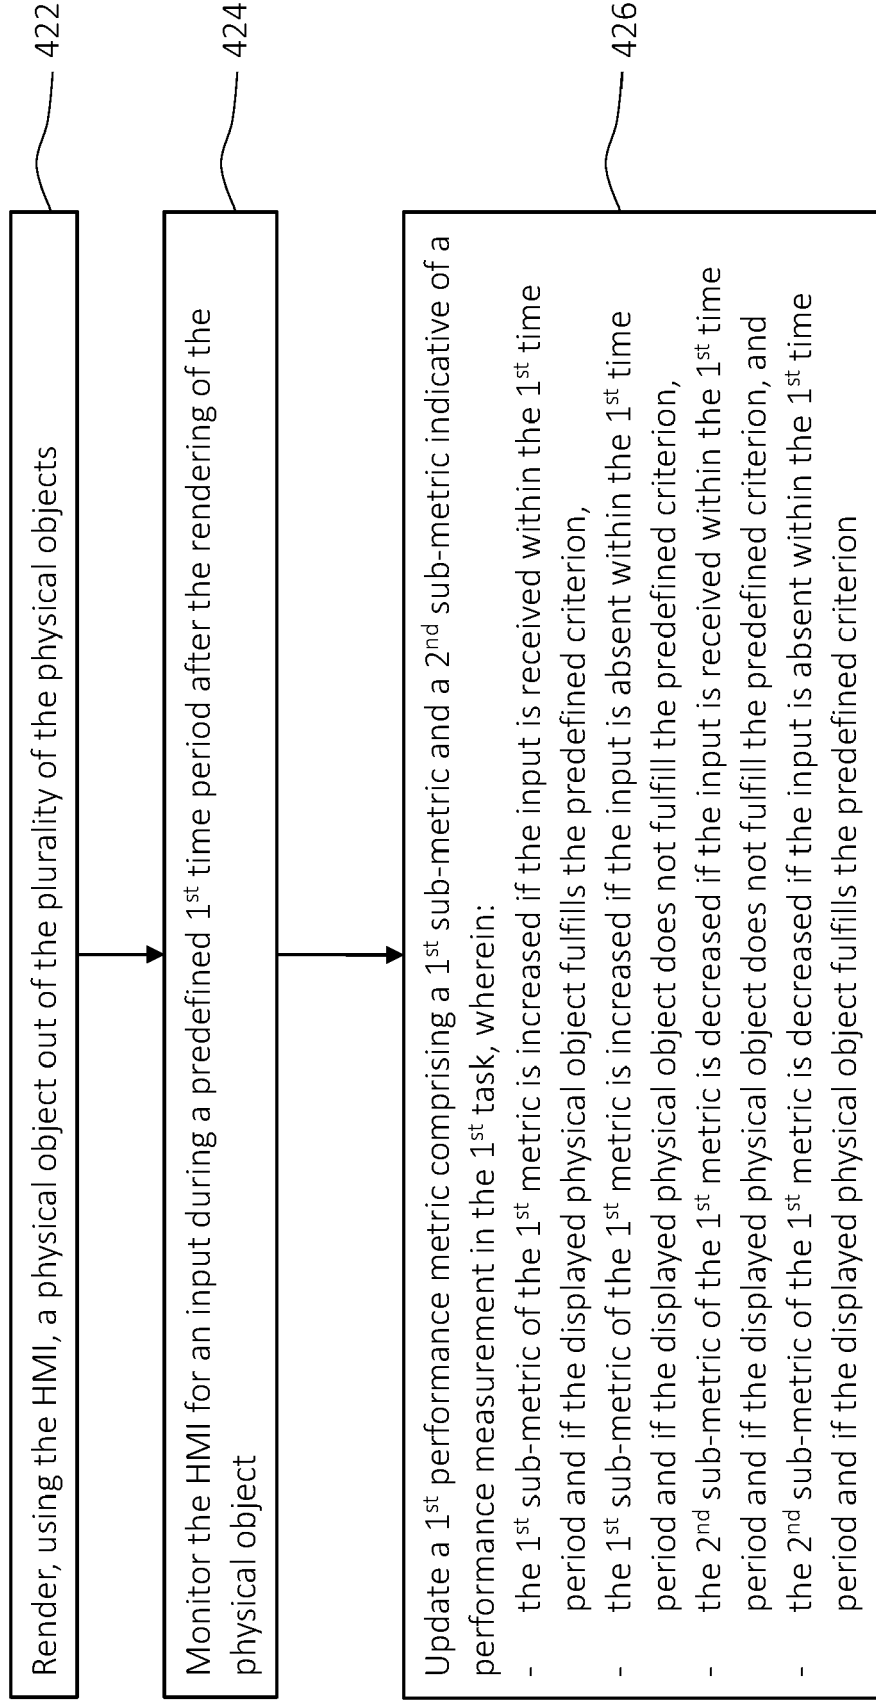 Render, using the HMI, a physical object out of the plurality of the physical objects
422
Monitor the HMI for an input during a predefined 1st time period after the rendering of the
physical object
424
Update a 1st performance metric comprising a 1st sub-metric and a 2nd sub-metric indicative of a
performance measurement in the 1st task, wherein:
- the 1st sub-metric of the 1st metric is increased if the input is received within the 1st time
period and if the displayed physical object fulfills the predefined criterion,
- the 1st sub-metric of the 1st metric is increased if the input is absent within the 1st time
period and if the displayed physical object does not fulfill the predefined criterion,
- the 2nd sub-metric of the 1st metric is decreased if the input is received within the 1st time
period and if the displayed physical object does not fulfill the predefined criterion, and
- the 2nd sub-metric of the 1st metric is decreased if the input is absent within the 1st time
period and if the displayed physical object fulfills the predefined criterion
426